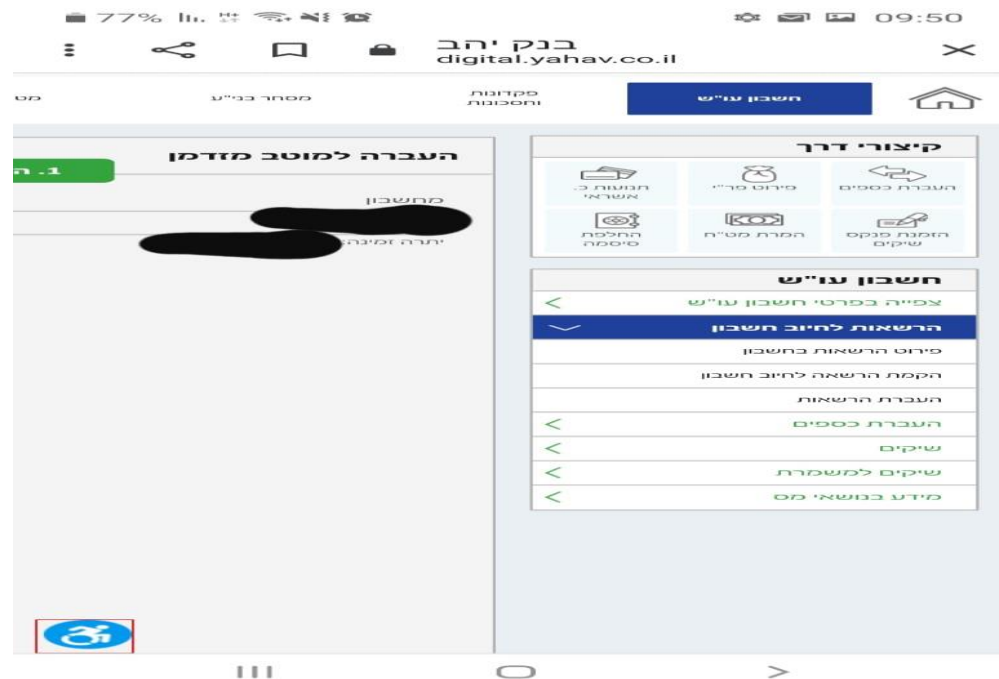 77% 09:50
בנק יהב
digital.yahav.co.il
חשבון עו"ש
פקדונות
וחסכונות
מסחר בני"ע
מט
קיצורי דרך
העברת כספים
פירוט פר"י
תנועות כ.
אשראי
הזמנת פנקס
שיקים
המרת מט"ח
החלפת
סיסמה
חשבון עו"ש
צפייה בפרטי חשבון עו"ש
הרשאות לחיוב חשבון
פירוט הרשאות בחשבון
הקמת הרשאה לחיוב חשבון
העברת הרשאות
העברת כספים
שיקים
שיקים למשמרת
מידע בנושאי מס
העברה למוטב מזדמן
1. ה
מחשבון
יתרה זמינה: